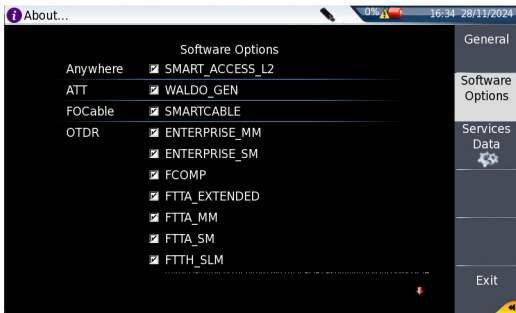 About...
0%
16:34 28/11/2024
Software Options
Anywhere SMART_ACCESS_L2
ATT WALDO_GEN
FOCable SMARTCABLE
OTDR ENTERPRISE_MM
ENTERPRISE_SM
FCOMP
FTTA_EXTENDED
FTTA_MM
FTTA_SM
FTTH_SLM
General
Software
Options
Services
Data
Exit